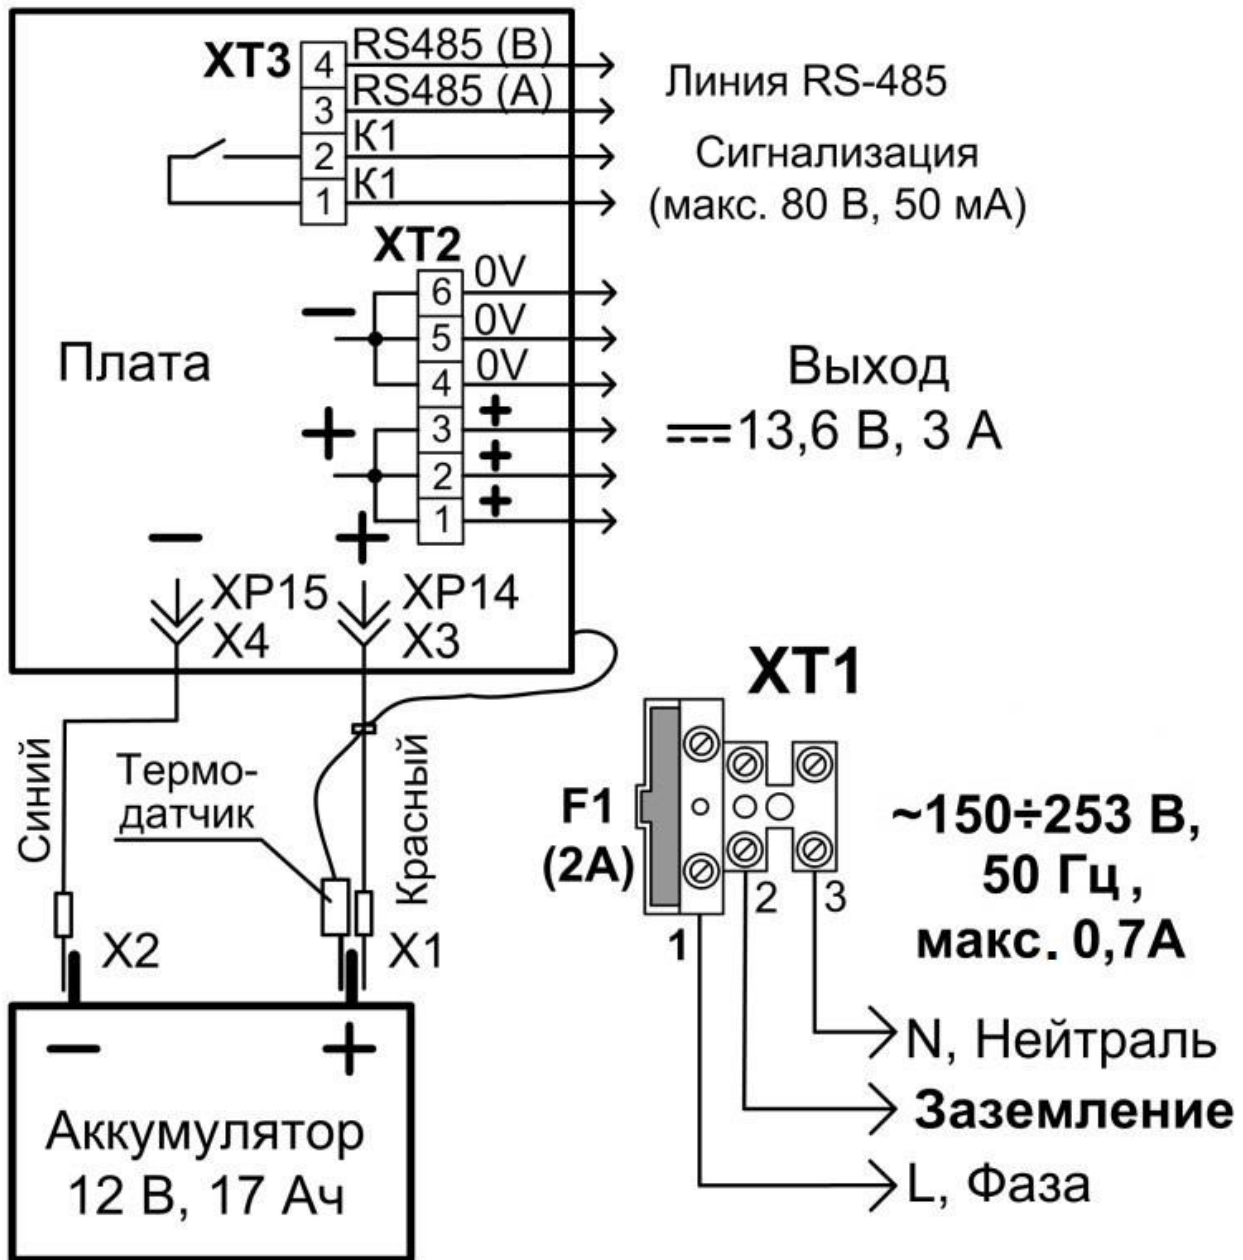 XT3
4 RS485 (B)
3 RS485 (A)
2 К1
1 К1
Линия RS-485
Сигнализация
(макс. 80 В, 50 мА)
XT2
6 0V
5 0V
4 0V
3 +
2 +
1 +
−
+
Плата
Выход
13,6 В, 3 А
− +
XP15 XP14
X4 X3
Синий
Термо-
датчик
Красный
X2 X1
− +
Аккумулятор
12 В, 17 Ач
XT1
F1
(2А)
1 2 3
~150÷253 В,
50 Гц,
макс. 0,7А
N, Нейтраль
Заземление
L, Фаза